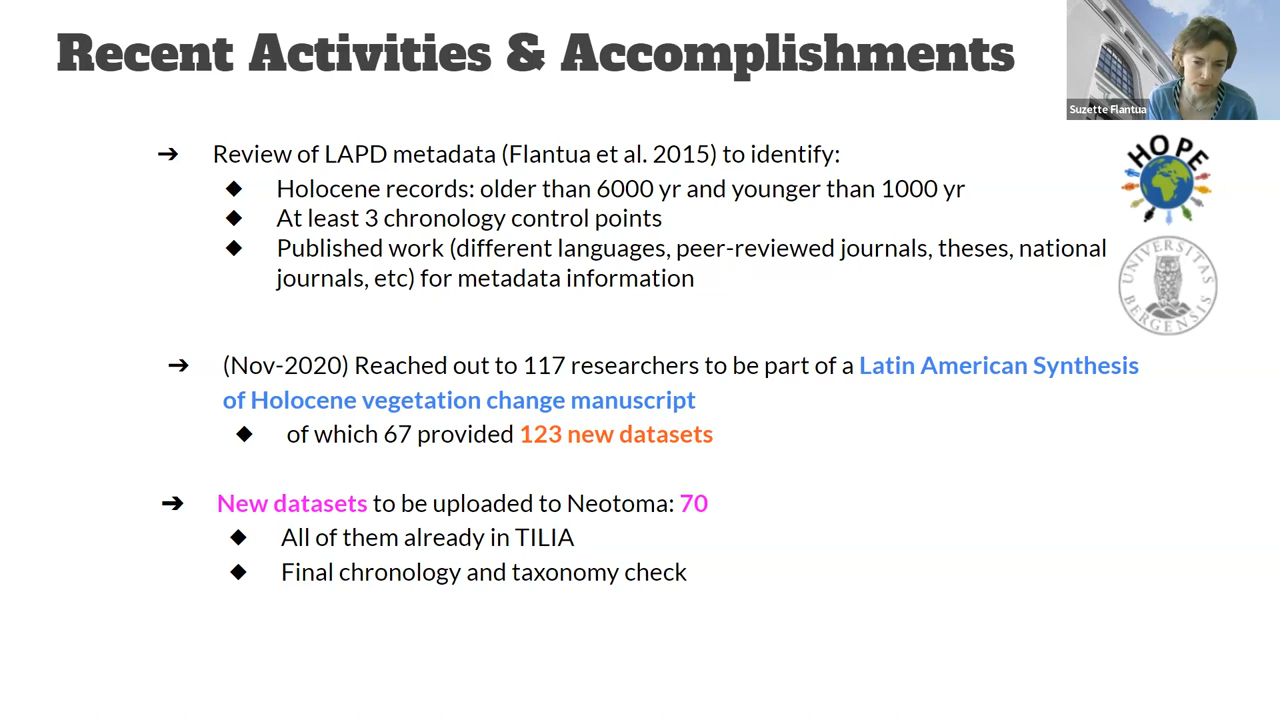 Recent Activities & Accomplishments
Suzette Flantua
➔ Review of LAPD metadata (Flantua et al. 2015) to identify:
◆ Holocene records: older than 6000 yr and younger than 1000 yr
◆ At least 3 chronology control points
◆ Published work (different languages, peer-reviewed journals, theses, national
journals, etc) for metadata information
HOPE
UNIVERSITAS
BERGENSIS
➔ (Nov-2020) Reached out to 117 researchers to be part of a Latin American Synthesis
of Holocene vegetation change manuscript
◆ of which 67 provided 123 new datasets
➔ New datasets to be uploaded to Neotoma: 70
◆ All of them already in TILIA
◆ Final chronology and taxonomy check